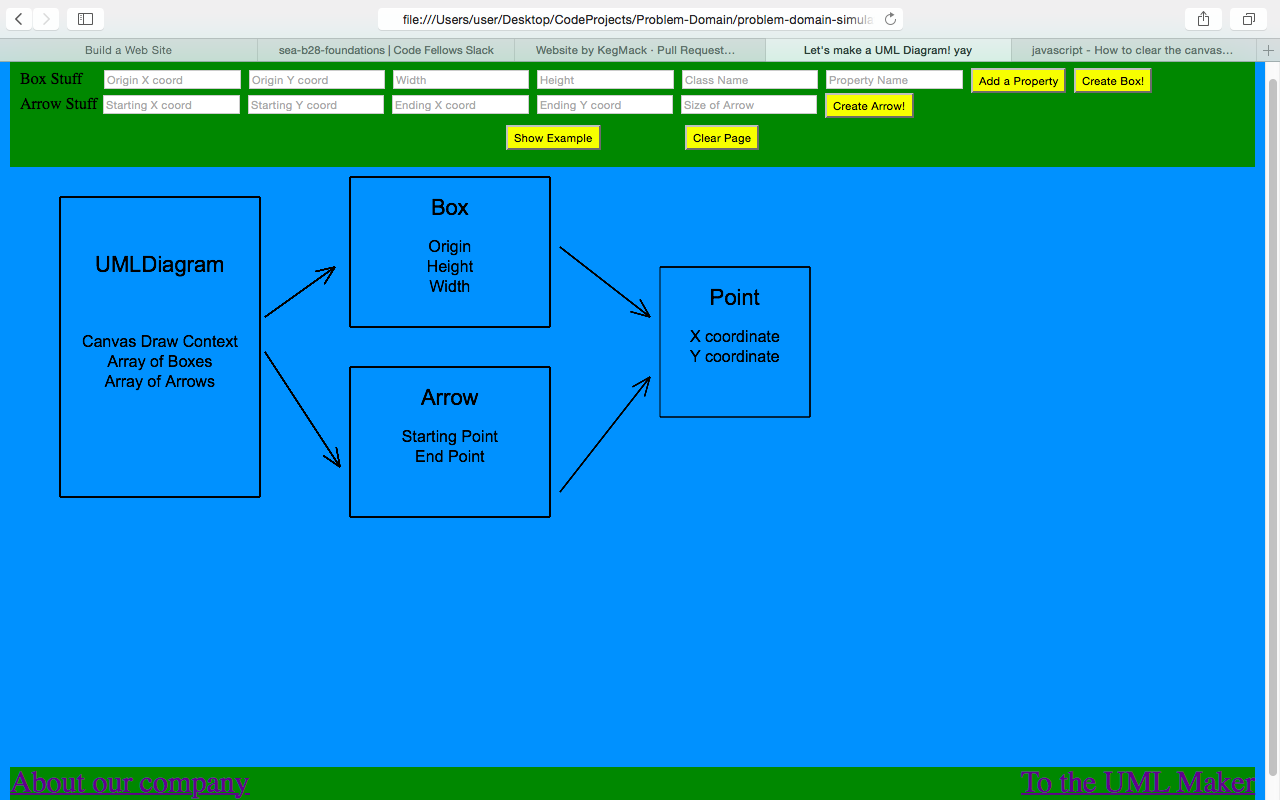 file:///Users/user/Desktop/CodeProjects/Problem-Domain/problem-domain-simula
Build a Web Site
sea-b28-foundations | Code Fellows Slack
Website by KegMack · Pull Request…
Let's make a UML Diagram! yay
javascript - How to clear the canvas…
Box Stuff Origin X coord Origin Y coord Width Height Class Name Property Name Add a Property Create Box!
Arrow Stuff Starting X coord Starting Y coord Ending X coord Ending Y coord Size of Arrow Create Arrow!
Show Example Clear Page
UMLDiagram
Canvas Draw Context
Array of Boxes
Array of Arrows
Box
Origin
Height
Width
Arrow
Starting Point
End Point
Point
X coordinate
Y coordinate
About our company
To the UML Maker